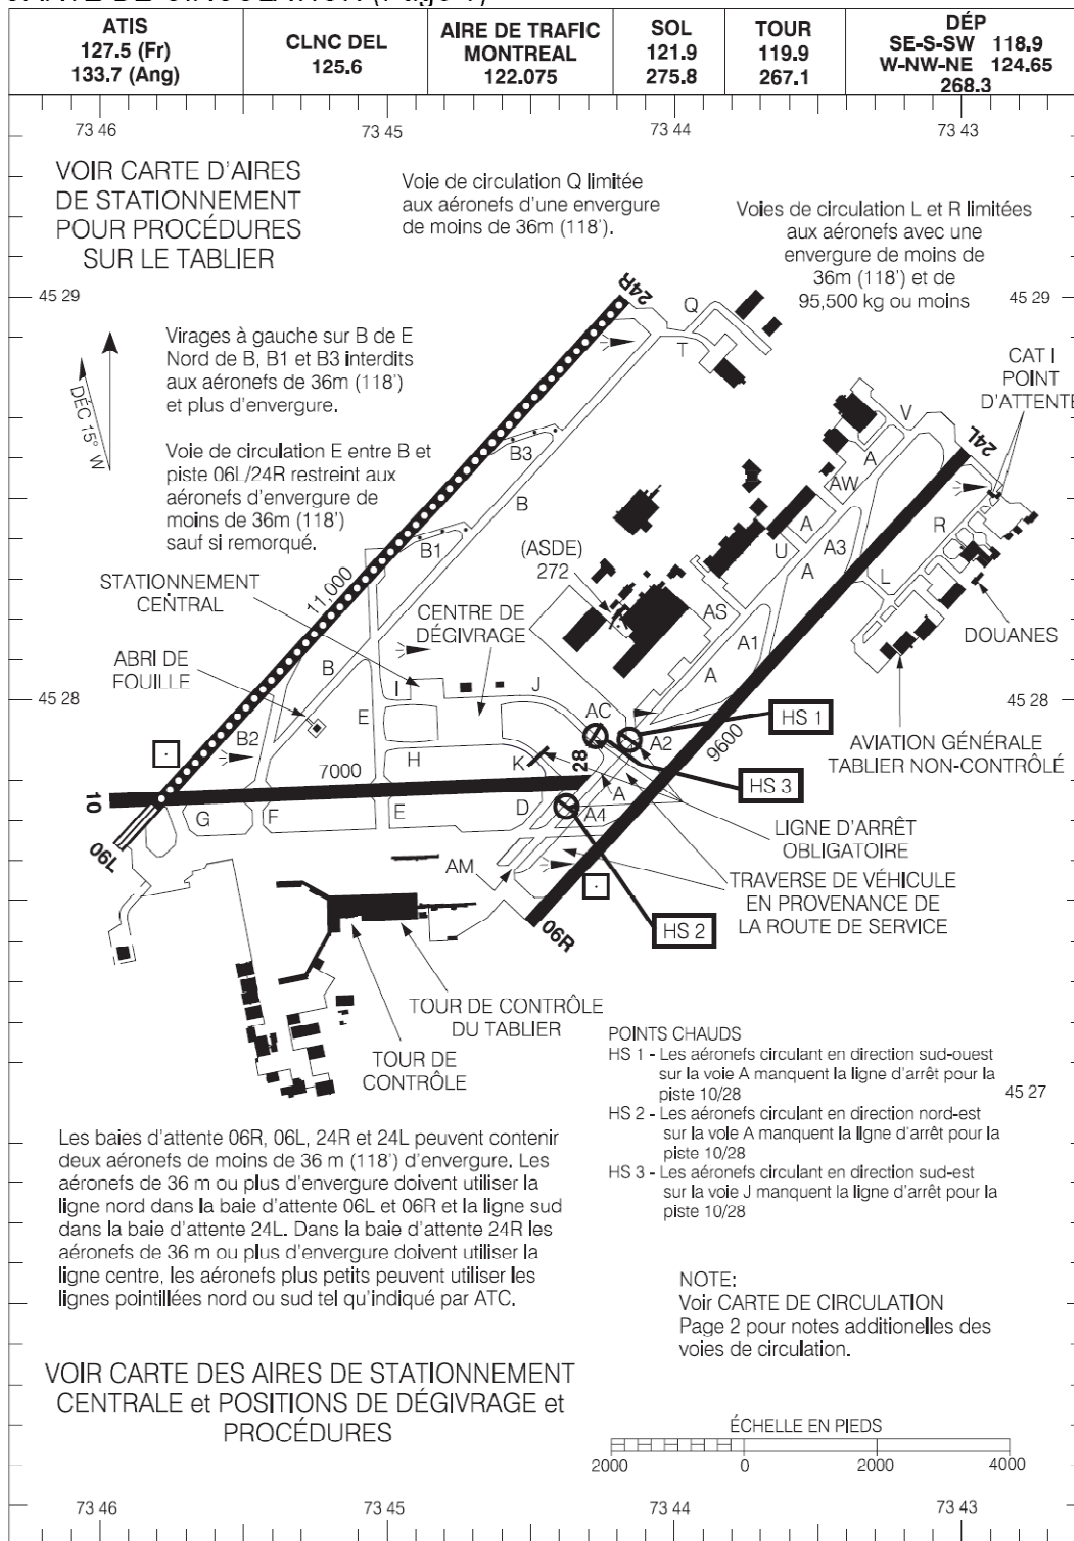 CARTE DE CIRCULATION (Page 1)
ATIS
127.5 (Fr)
133.7 (Ang)
CLNC DEL
125.6
AIRE DE TRAFIC
MONTREAL
122.075
SOL
121.9
275.8
TOUR
119.9
267.1
DÉP
SE-S-SW 118.9
W-NW-NE 124.65
268.3
73 46
73 45
73 44
73 43
VOIR CARTE D'AIRES
DE STATIONNEMENT
POUR PROCÉDURES
SUR LE TABLIER
Voie de circulation Q limitée
aux aéronefs d'une envergure
de moins de 36m (118').
Voies de circulation L et R limitées
aux aéronefs avec une
envergure de moins de
36m (118') et de
95,500 kg ou moins
45 29
45 29
24R
Q
T
Virages à gauche sur B de E
Nord de B, B1 et B3 interdits
aux aéronefs de 36m (118')
et plus d'envergure.
DÉC 15° W
CAT I
POINT
D'ATTENTE
V
24L
Voie de circulation E entre B et
piste 06L/24R restreint aux
aéronefs d'envergure de
moins de 36m (118')
sauf si remorqué.
B3
B
A
AW
A
R
B1
U
A3
A
L
(ASDE)
272
STATIONNEMENT
CENTRAL
11,000
CENTRE DE
DÉGIVRAGE
AS
DOUANES
ABRI DE
FOUILLE
B
A1
A
45 28
45 28
I
J
E
AC
HS 1
B2
A2
9600
AVIATION GÉNÉRALE
TABLIER NON-CONTRÔLÉ
7000
H
K
28
HS 3
10
G
F
E
D
A
A4
LIGNE D'ARRÊT
OBLIGATOIRE
06L
AM
TRAVERSE DE VÉHICULE
EN PROVENANCE DE
LA ROUTE DE SERVICE
06R
HS 2
TOUR DE CONTRÔLE
DU TABLIER
TOUR DE
CONTRÔLE
POINTS CHAUDS
HS 1 - Les aéronefs circulant en direction sud-ouest
sur la voie A manquent la ligne d'arrêt pour la
piste 10/28
45 27
HS 2 - Les aéronefs circulant en direction nord-est
sur la voie A manquent la ligne d'arrêt pour la
piste 10/28
HS 3 - Les aéronefs circulant en direction sud-est
sur la voie J manquent la ligne d'arrêt pour la
piste 10/28
Les baies d'attente 06R, 06L, 24R et 24L peuvent contenir
deux aéronefs de moins de 36 m (118') d'envergure. Les
aéronefs de 36 m ou plus d'envergure doivent utiliser la
ligne nord dans la baie d'attente 06L et 06R et la ligne sud
dans la baie d'attente 24L. Dans la baie d'attente 24R les
aéronefs de 36 m ou plus d'envergure doivent utiliser la
ligne centre, les aéronefs plus petits peuvent utiliser les
lignes pointillées nord ou sud tel qu'indiqué par ATC.
NOTE:
Voir CARTE DE CIRCULATION
Page 2 pour notes additionelles des
voies de circulation.
VOIR CARTE DES AIRES DE STATIONNEMENT
CENTRALE et POSITIONS DE DÉGIVRAGE et
PROCÉDURES
ÉCHELLE EN PIEDS
2000
0
2000
4000
73 46
73 45
73 44
73 43